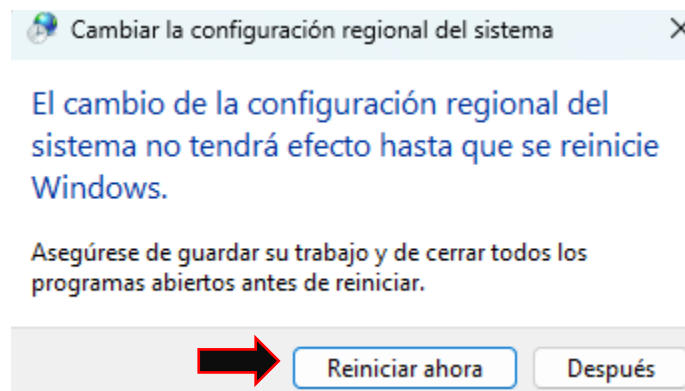 Cambiar la configuración regional del sistema
El cambio de la configuración regional del
sistema no tendrá efecto hasta que se reinicie
Windows.
Asegúrese de guardar su trabajo y de cerrar todos los
programas abiertos antes de reiniciar.
Reiniciar ahora Después